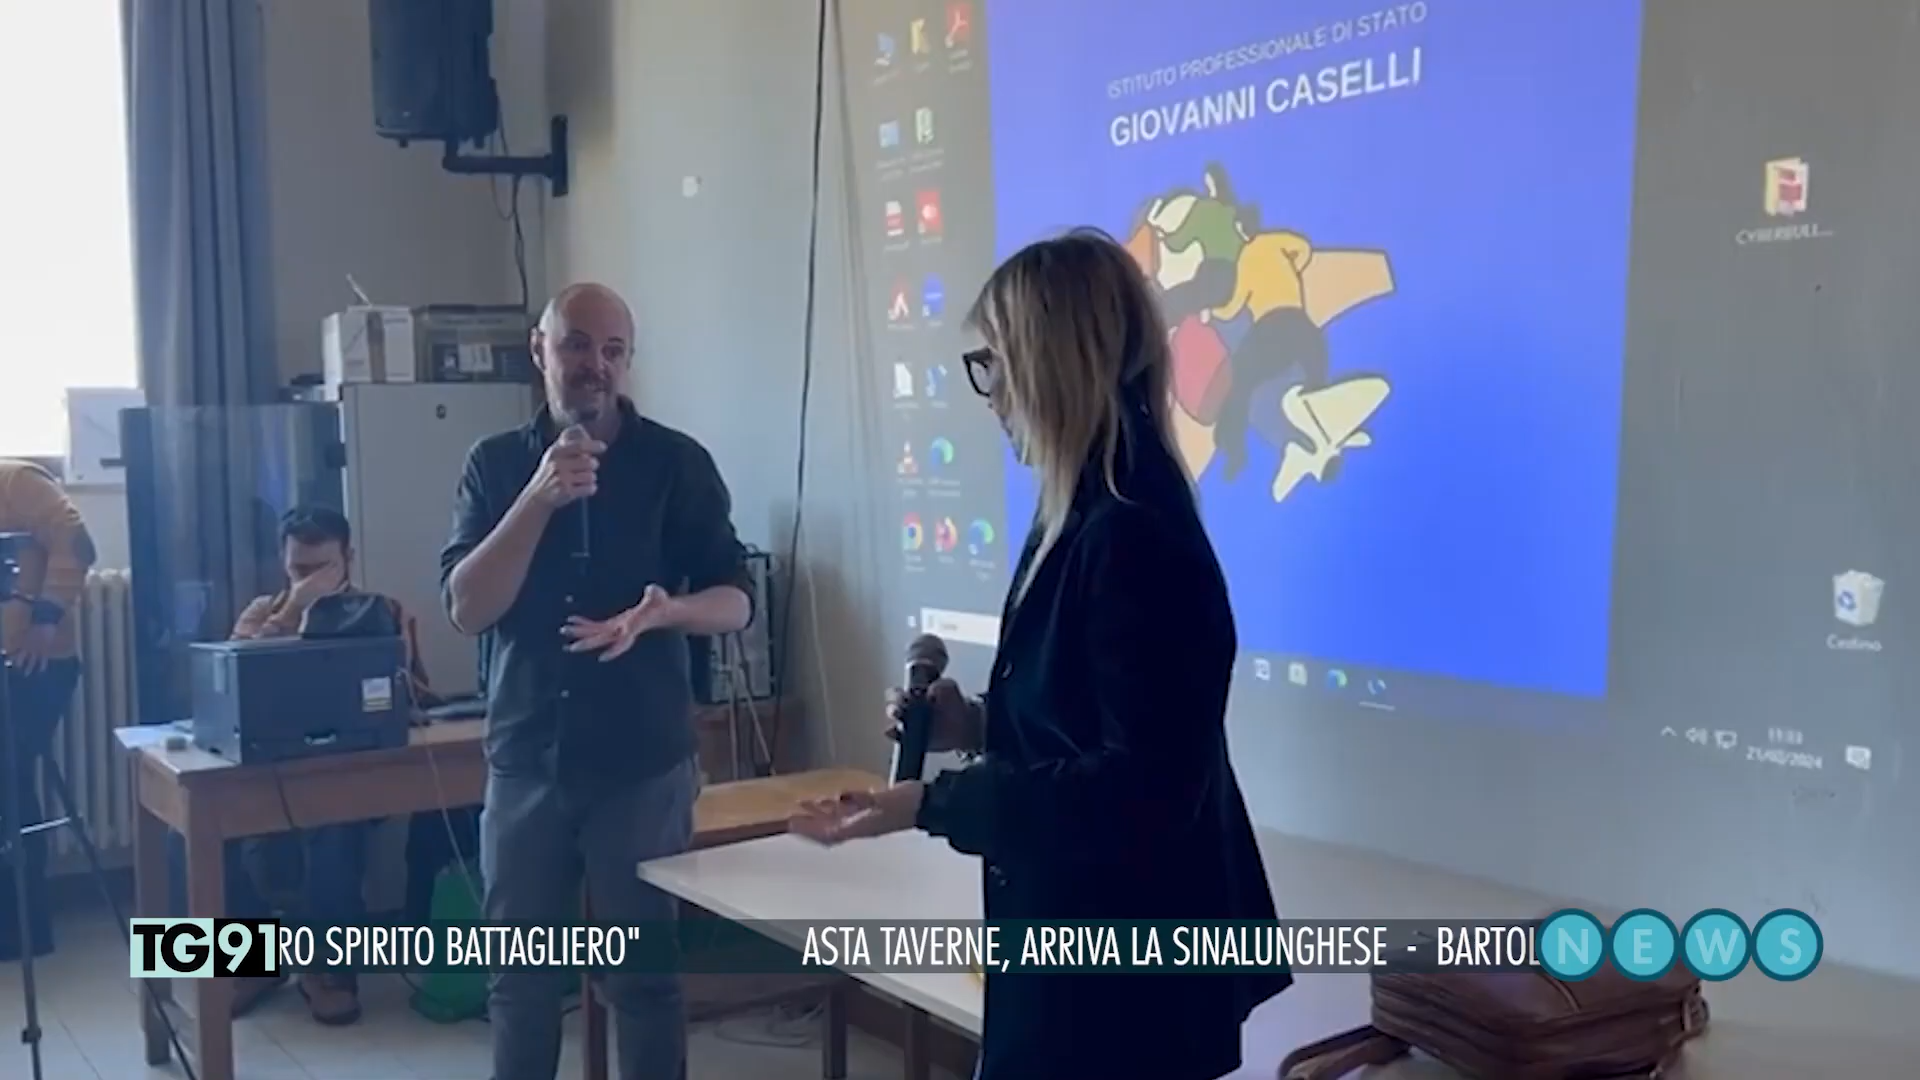 ISTITUTO PROFESSIONALE DI STATO
GIOVANNI CASELLI
CYBERBULL...
Cestino
TG91
RO SPIRITO BATTAGLIERO" ASTA TAVERNE, ARRIVA LA SINALUNGHESE - BARTOL
NEWS